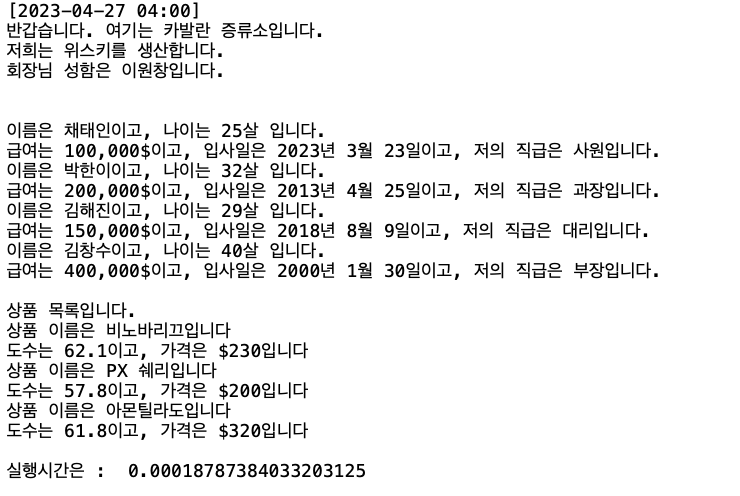 [2023-04-27 04:00]
반갑습니다. 여기는 카발란 증류소입니다.
저희는 위스키를 생산합니다.
회장님 성함은 이원창입니다.
이름은 채태인이고, 나이는 25살 입니다.
급여는 100,000$이고, 입사일은 2023년 3월 23일이고, 저의 직급은 사원입니다.
이름은 박한이이고, 나이는 32살 입니다.
급여는 200,000$이고, 입사일은 2013년 4월 25일이고, 저의 직급은 과장입니다.
이름은 김해진이고, 나이는 29살 입니다.
급여는 150,000$이고, 입사일은 2018년 8월 9일이고, 저의 직급은 대리입니다.
이름은 김창수이고, 나이는 40살 입니다.
급여는 400,000$이고, 입사일은 2000년 1월 30일이고, 저의 직급은 부장입니다.
상품 목록입니다.
상품 이름은 비노바리끄입니다
도수는 62.1이고, 가격은 $230입니다
상품 이름은 PX 쉐리입니다
도수는 57.8이고, 가격은 $200입니다
상품 이름은 아몬틸라도입니다
도수는 61.8이고, 가격은 $320입니다
실행시간은 :  0.00018787384033203125